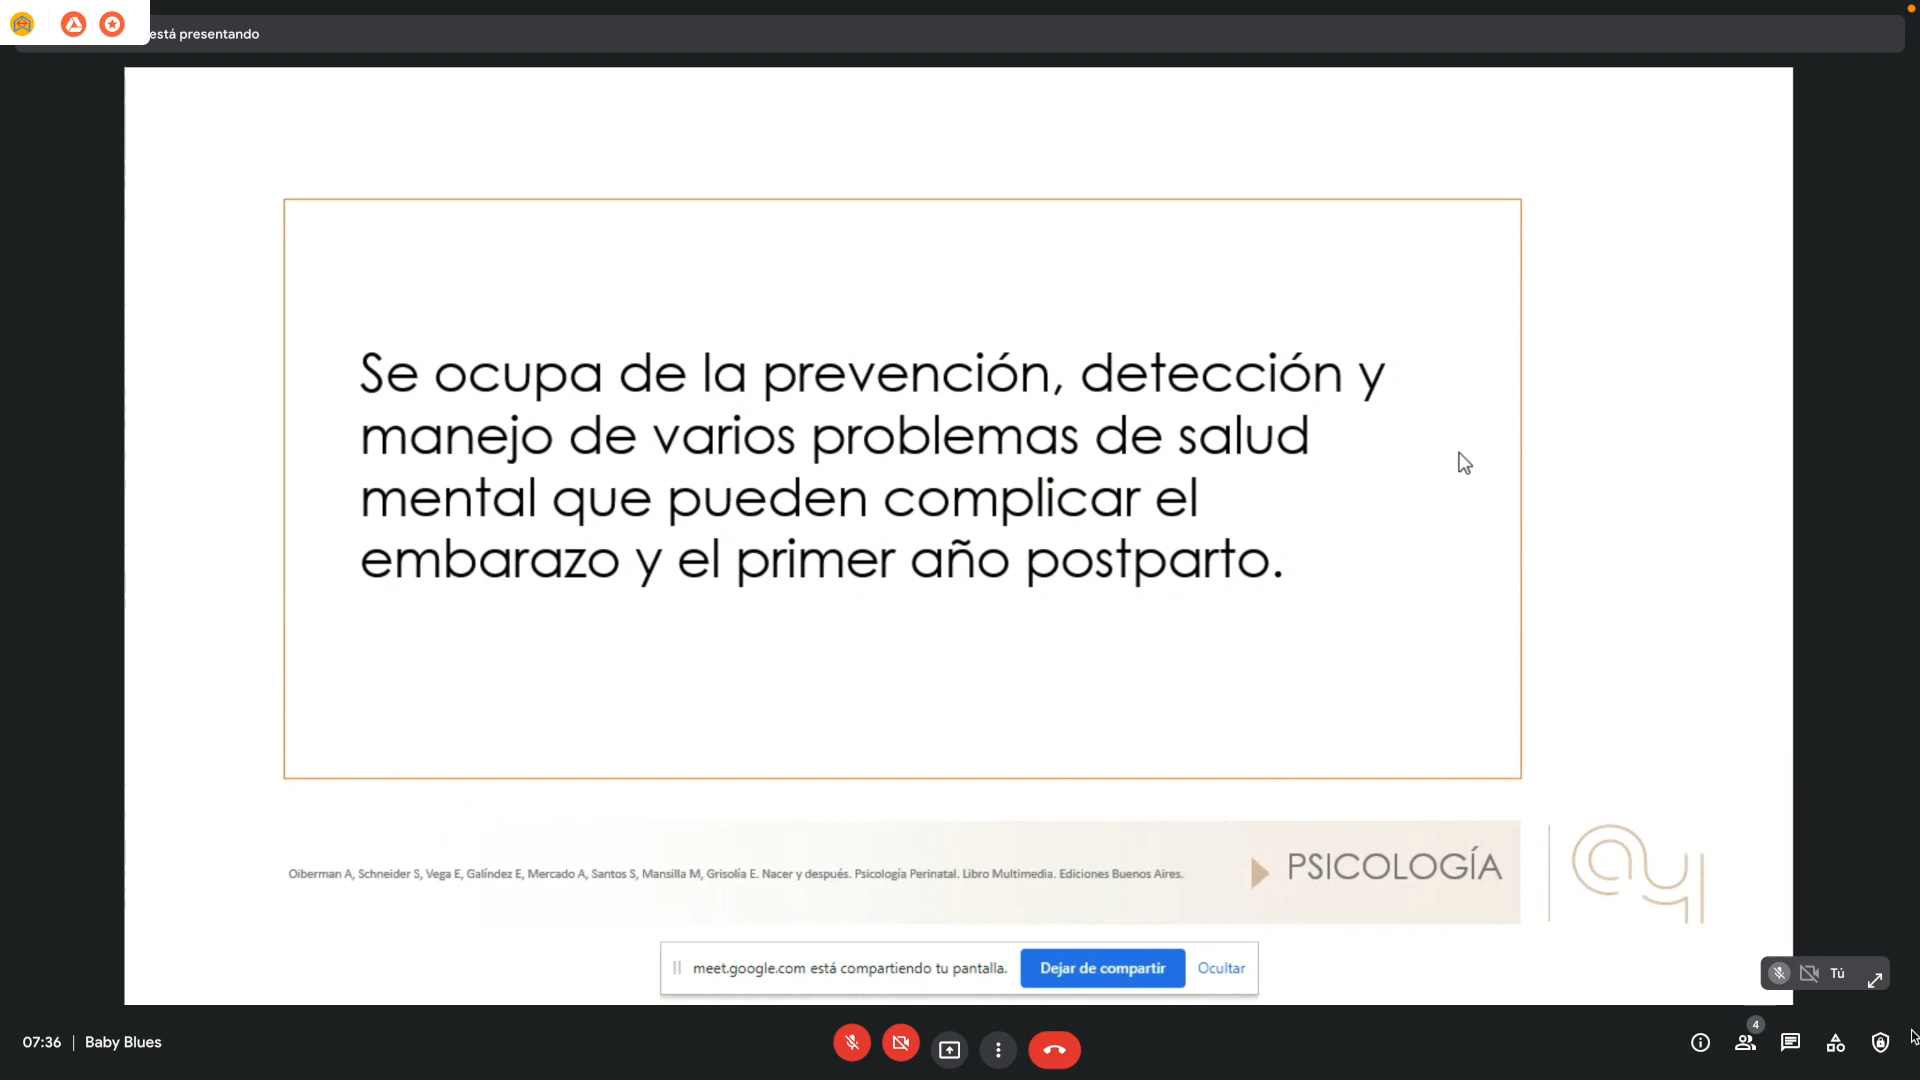 está presentando
Se ocupa de la prevención, detección y
manejo de varios problemas de salud
mental que pueden complicar el
embarazo y el primer año postparto.
Oiberman A, Schneider S, Vega E, Galíndez E, Mercado A, Santos S, Mansilla M, Grisolía E. Nacer y después. Psicología Perinatal. Libro Multimedia. Ediciones Buenos Aires.
PSICOLOGÍA
ay
meet.google.com está compartiendo tu pantalla.
Dejar de compartir
Ocultar
Tú
07:36 | Baby Blues
4